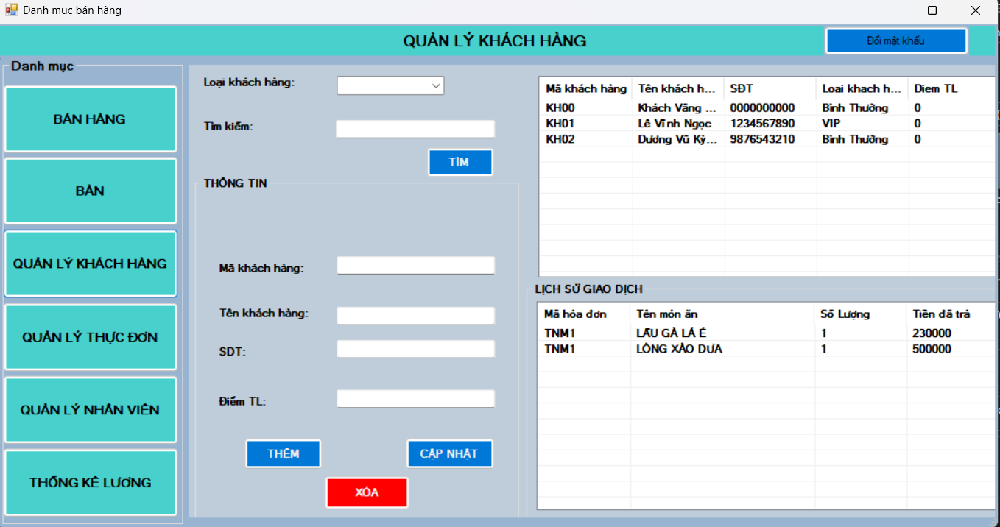 Danh mục bán hàng
QUẢN LÝ KHÁCH HÀNG
Đổi mật khẩu
Danh mục
BÁN HÀNG
BÀN
QUẢN LÝ KHÁCH HÀNG
QUẢN LÝ THỰC ĐƠN
QUẢN LÝ NHÂN VIÊN
THỐNG KÊ LƯƠNG
Loại khách hàng:
Tìm kiếm:
TÌM
THÔNG TIN
Mã khách hàng:
Tên khách hàng:
SDT:
Điểm TL:
THÊM
CẬP NHẬT
XÓA
Mã khách hàng Tên khách h... SĐT Loai khach h... Diem TL
KH00 Khách Vãng ... 0000000000 Bình Thường 0
KH01 Lê Vĩnh Ngọc 1234567890 VIP 0
KH02 Dương Vũ Kỳ... 9876543210 Bình Thường 0
LỊCH SỬ GIAO DỊCH
Mã hóa đơn Tên món ăn Số Lượng Tiền đã trả
TNM1 LẨU GÀ LÁ É 1 230000
TNM1 LÒNG XÀO DƯA 1 500000